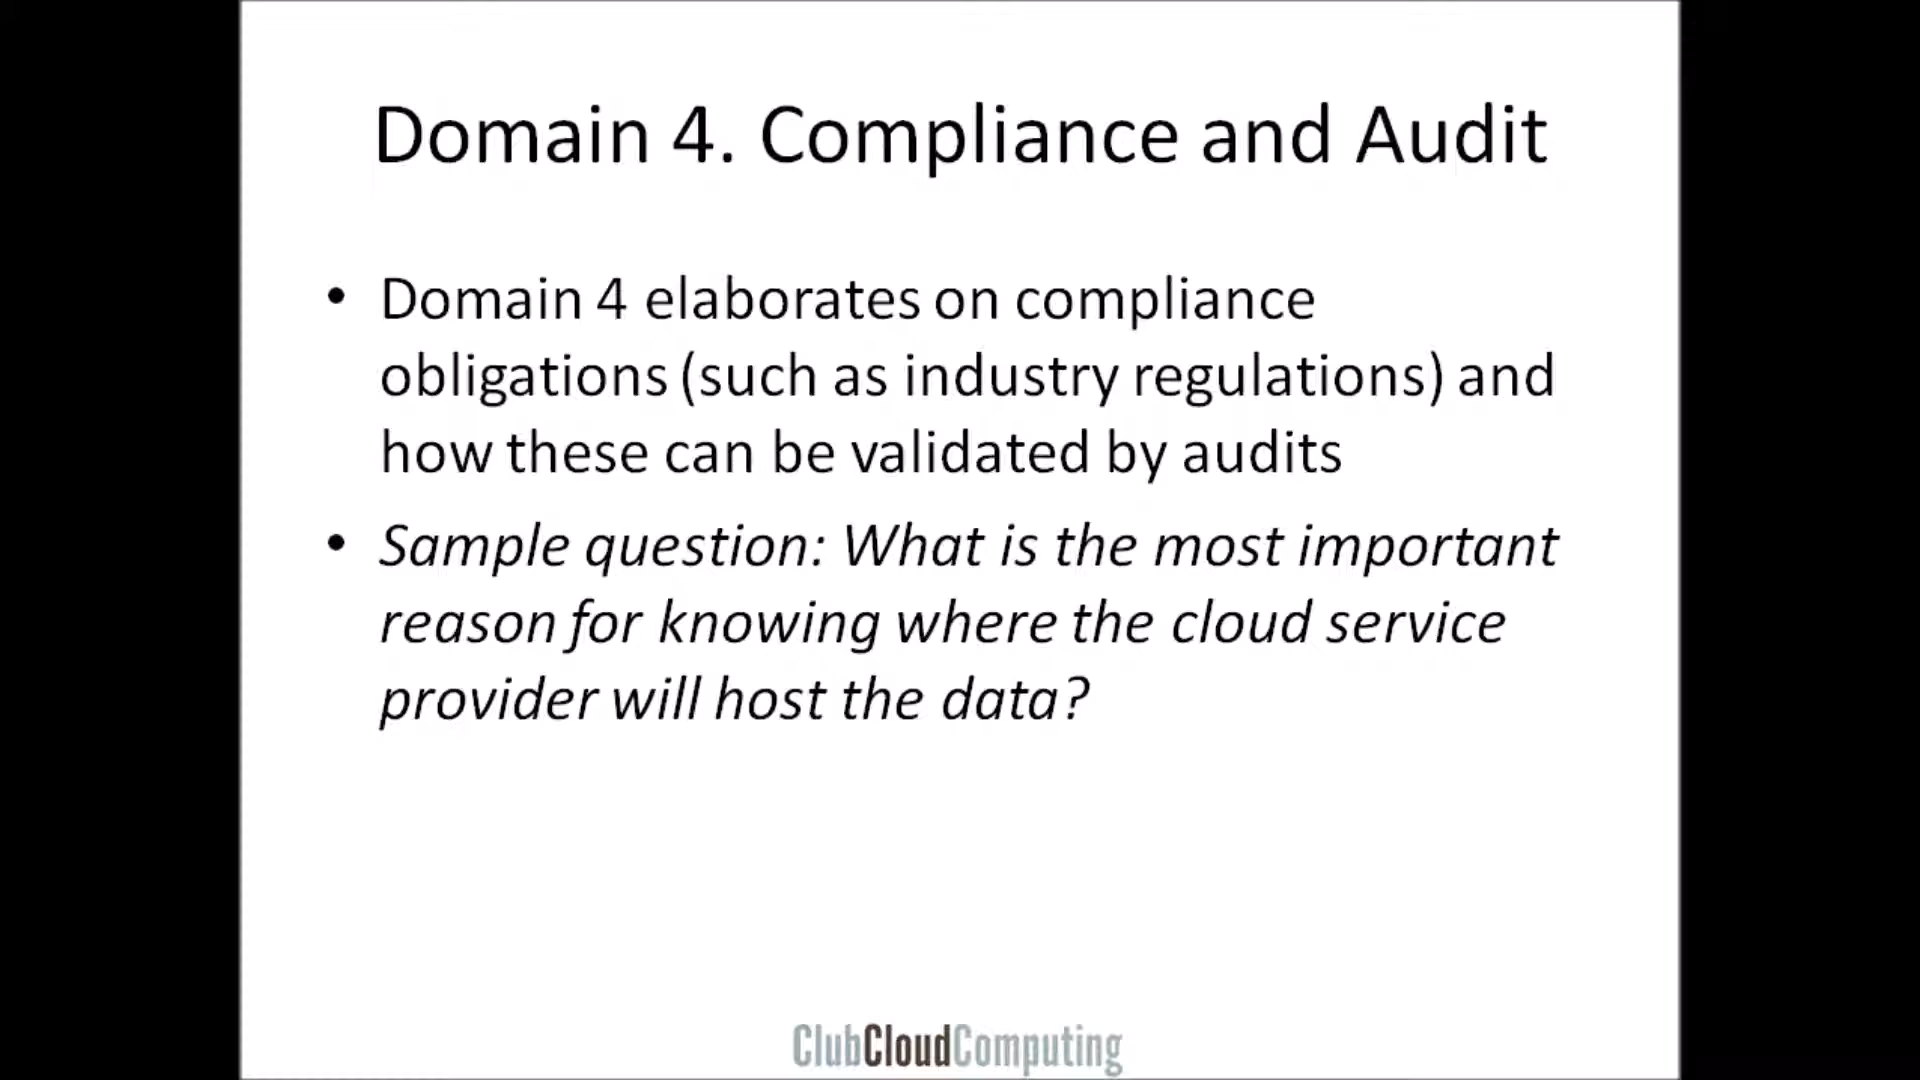 Domain 4. Compliance and Audit
• Domain 4 elaborates on compliance
obligations (such as industry regulations) and
how these can be validated by audits
• Sample question: What is the most important
reason for knowing where the cloud service
provider will host the data?
ClubCloudComputing